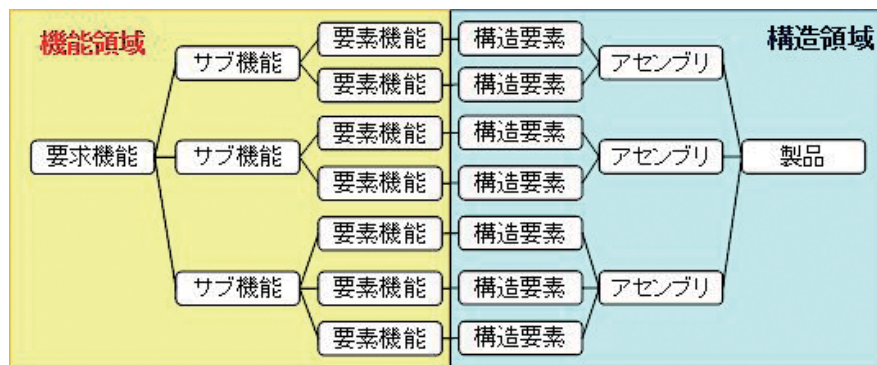 機能領域
構造領域
要求機能
サブ機能
要素機能
構造要素
要素機能
構造要素
アセンブリ
サブ機能
要素機能
構造要素
要素機能
構造要素
アセンブリ
製品
サブ機能
要素機能
構造要素
要素機能
構造要素
要素機能
構造要素
アセンブリ